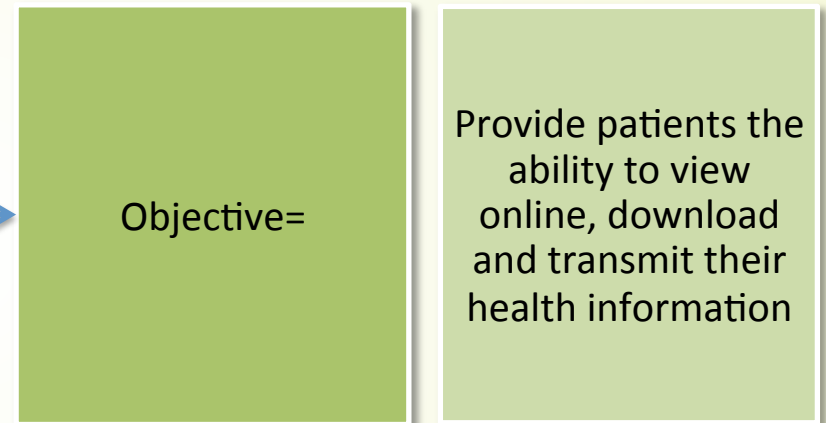 Objective=
Provide patients the
ability to view
online, download
and transmit their
health information